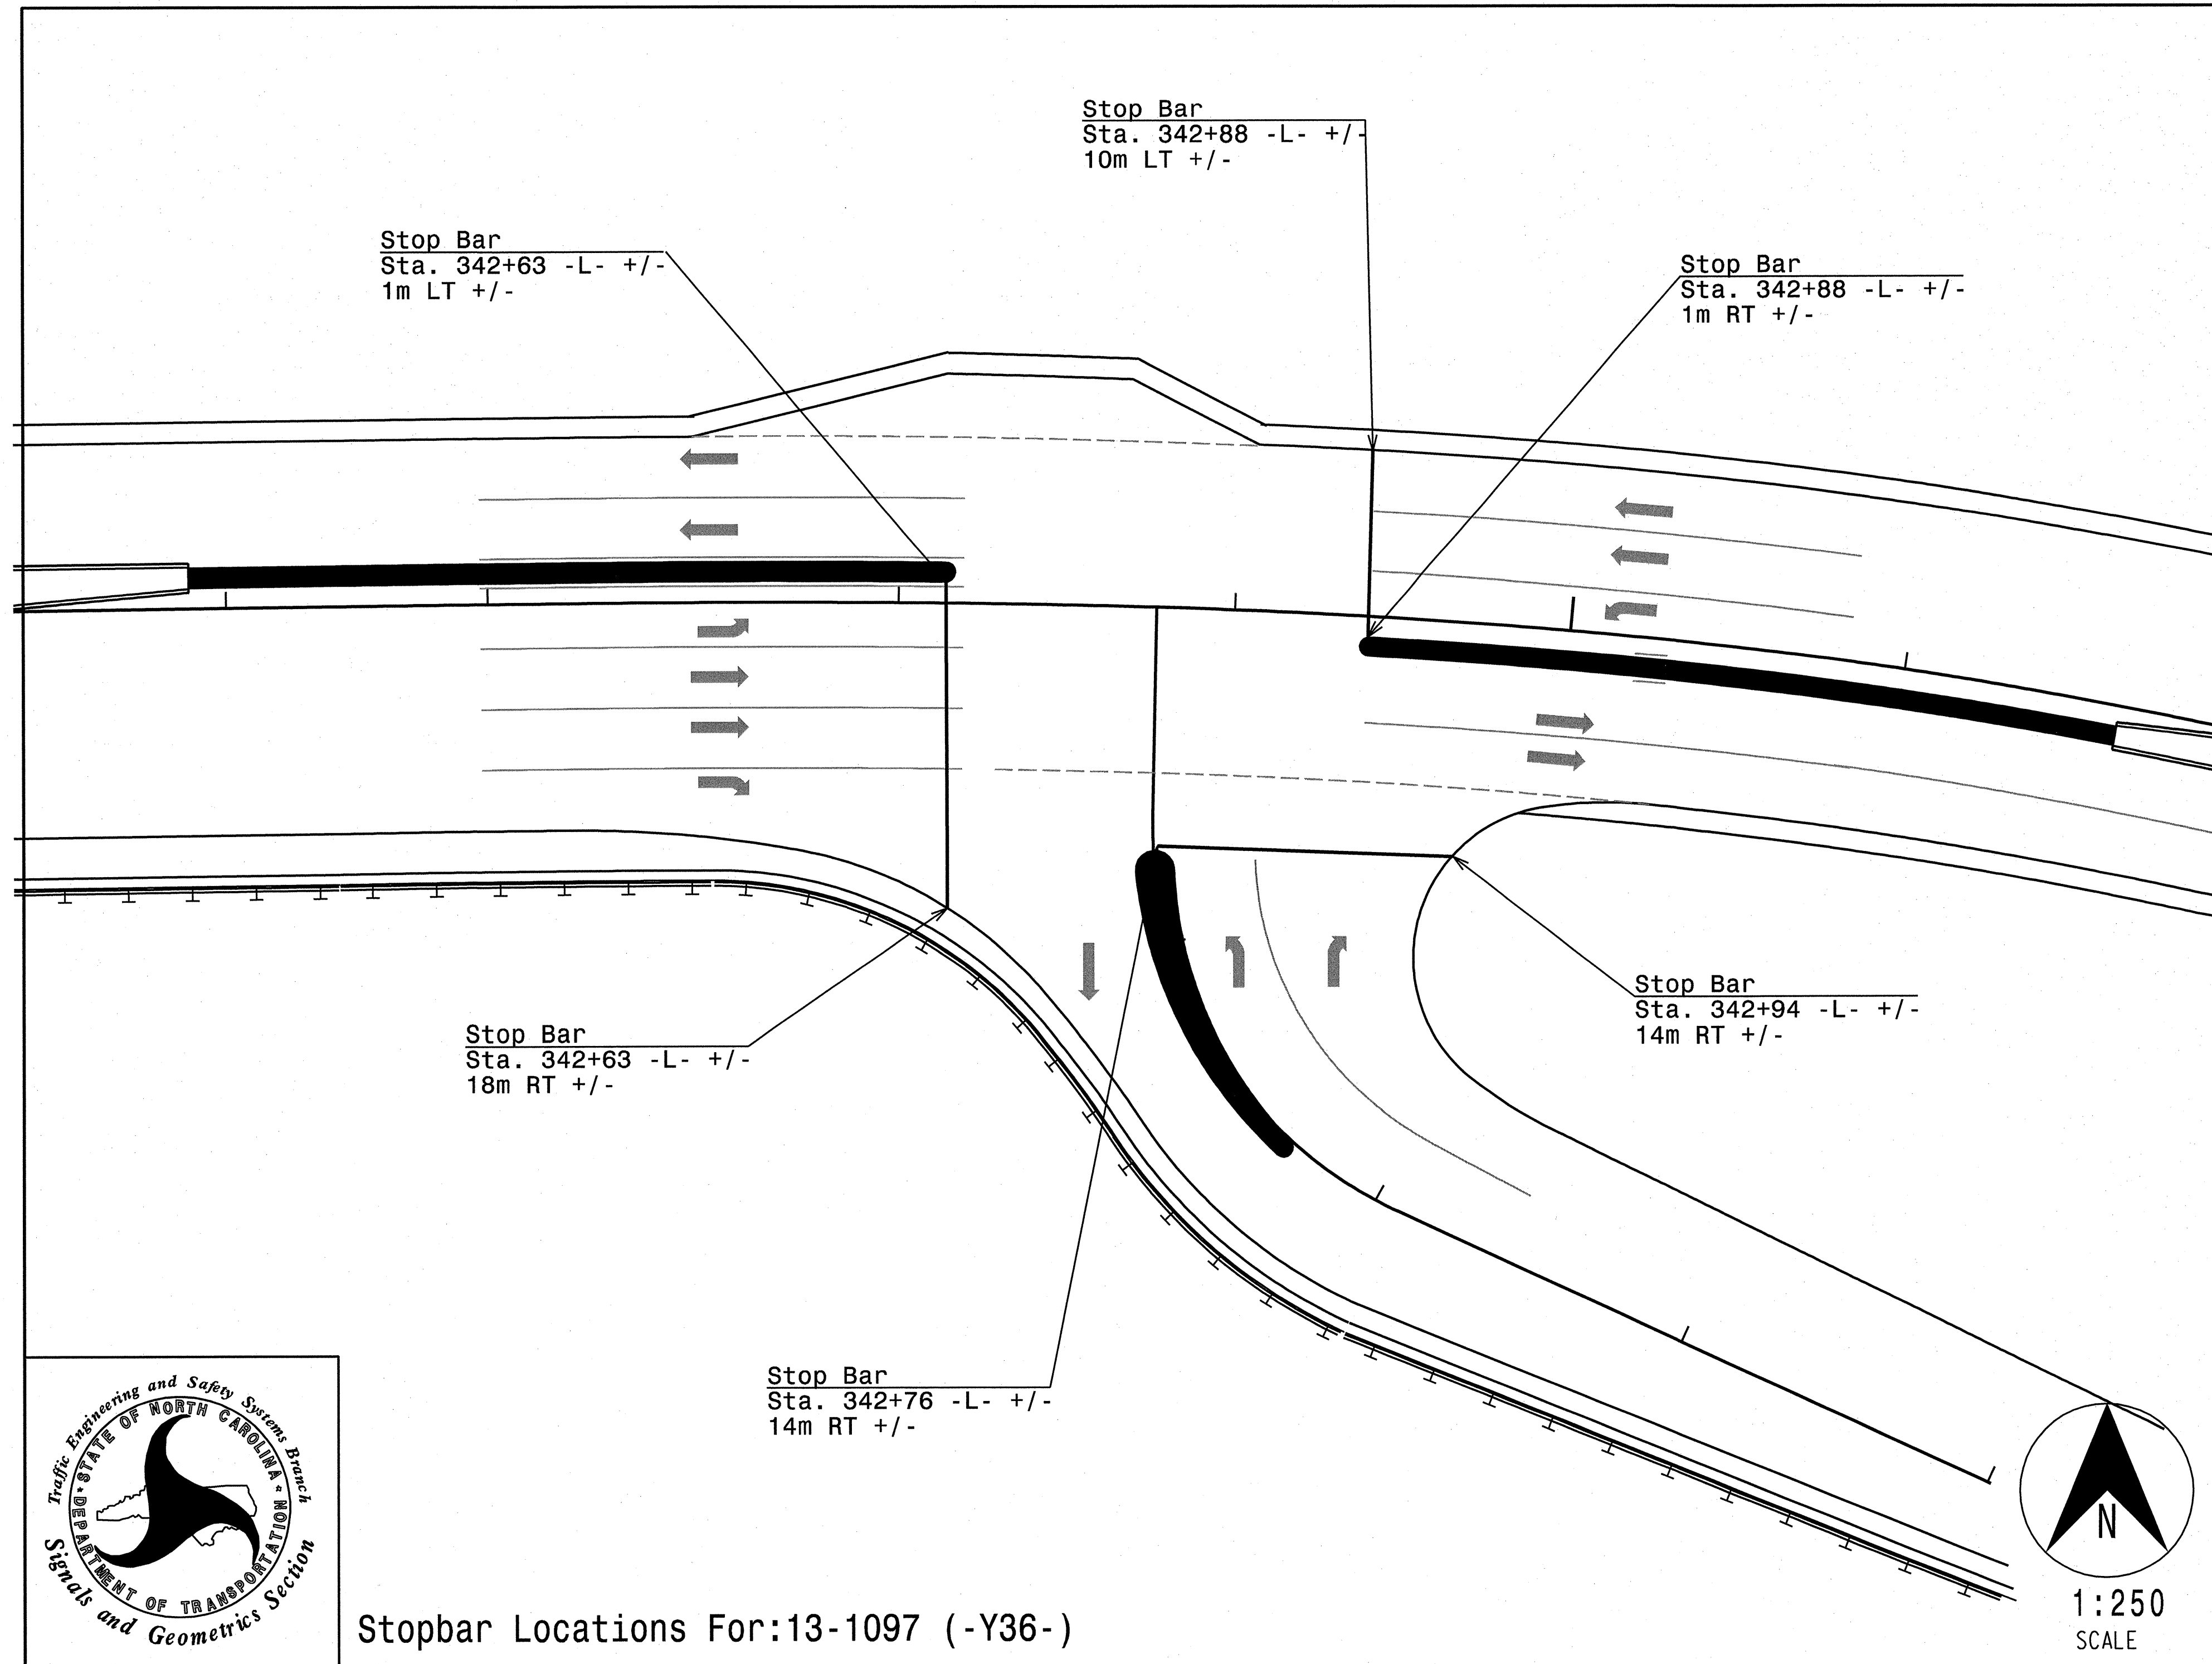 Stop Bar
Sta. 342+88 -L- +/-
10m LT +/-
Stop Bar
Sta. 342+63 -L- +/-
1m LT +/-
Stop Bar
Sta. 342+88 -L- +/-
1m RT +/-
Stop Bar
Sta. 342+94 -L- +/-
14m RT +/-
Stop Bar
Sta. 342+63 -L- +/-
18m RT +/-
Stop Bar
Sta. 342+76 -L- +/-
14m RT +/-
Traffic Engineering and Safety Systems Branch
STATE OF NORTH CAROLINA
DEPARTMENT OF TRANSPORTATION
Signals and Geometrics Section
Stopbar Locations For:13-1097 (-Y36-)
N
1:250
SCALE